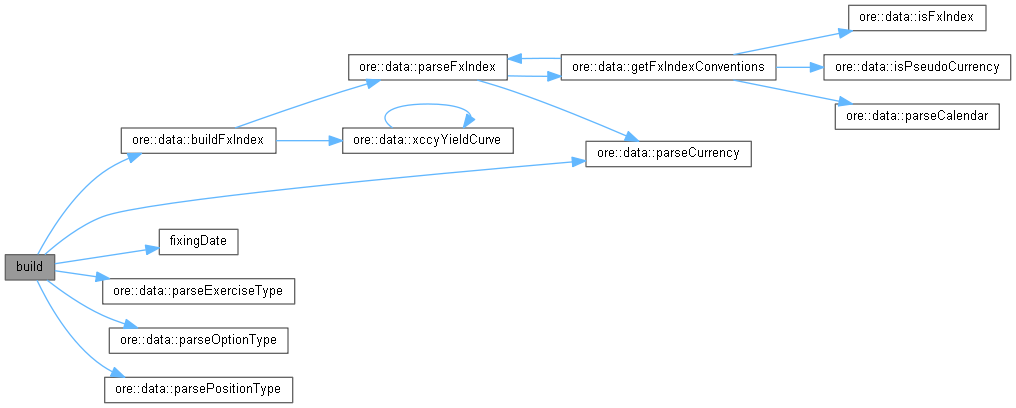 build
ore::data::buildFxIndex
fixingDate
ore::data::parseExerciseType
ore::data::parseOptionType
ore::data::parsePositionType
ore::data::parseFxIndex
ore::data::xccyYieldCurve
ore::data::getFxIndexConventions
ore::data::parseCurrency
ore::data::isFxIndex
ore::data::isPseudoCurrency
ore::data::parseCalendar